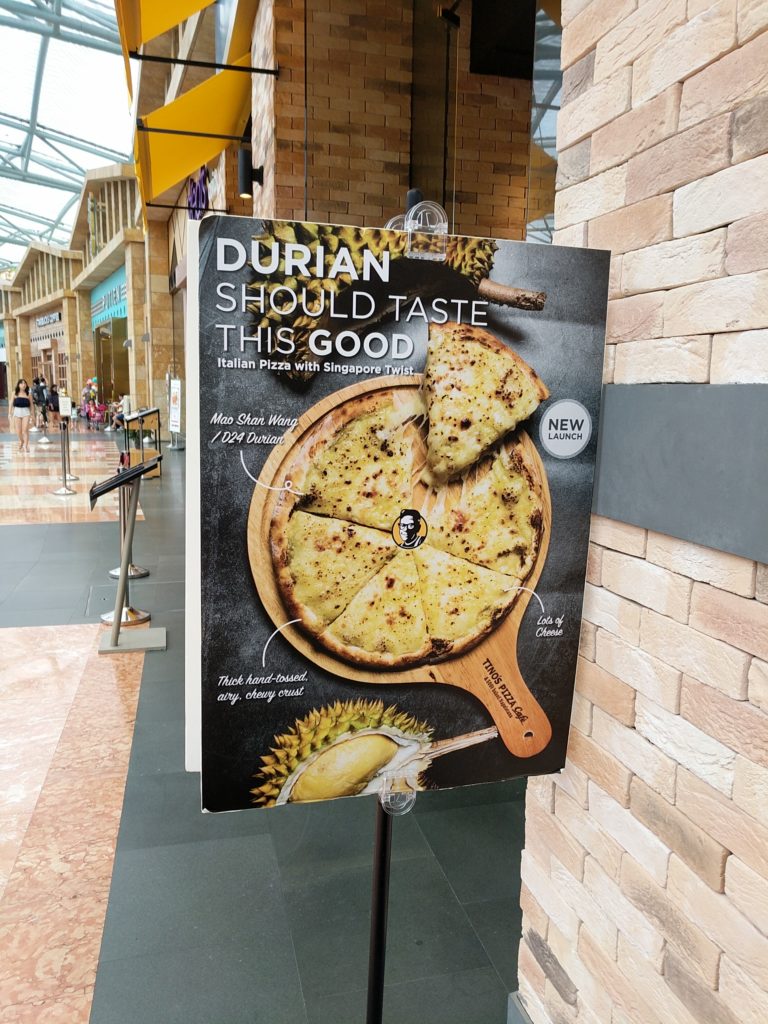 DURIAN
SHOULD TASTE
THIS GOOD
Italian Pizza with Singapore Twist
Mao Shan Wang
/ D24 Durian
NEW
LAUNCH
Lots of
Cheese
Thick hand-tossed,
airy, chewy crust
TINO'S PIZZA Café
PUTIEN